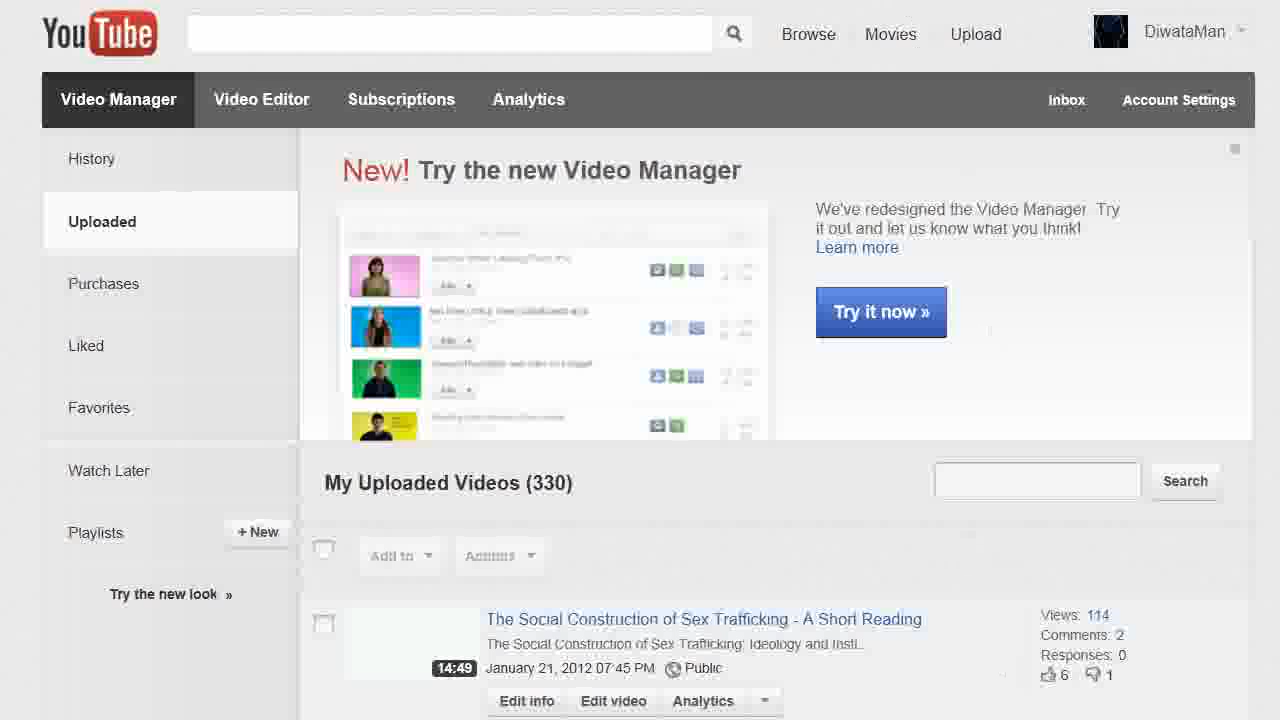 YouTube
Browse Movies Upload
DiwataMan
Video Manager Video Editor Subscriptions Analytics
Inbox Account Settings
History
Uploaded
Purchases
Liked
Favorites
Watch Later
Playlists
+ New
Try the new look »
New! Try the new Video Manager
We've redesigned the Video Manager Try
it out and let us know what you think!
Learn more
Try it now »
My Uploaded Videos (330)
Search
Add to Actions
The Social Construction of Sex Trafficking - A Short Reading
The Social Construction of Sex Trafficking: Ideology and Insti...
14:49
January 21, 2012 07:45 PM Public
Edit info Edit video Analytics
Views: 114
Comments: 2
Responses: 0
6 1